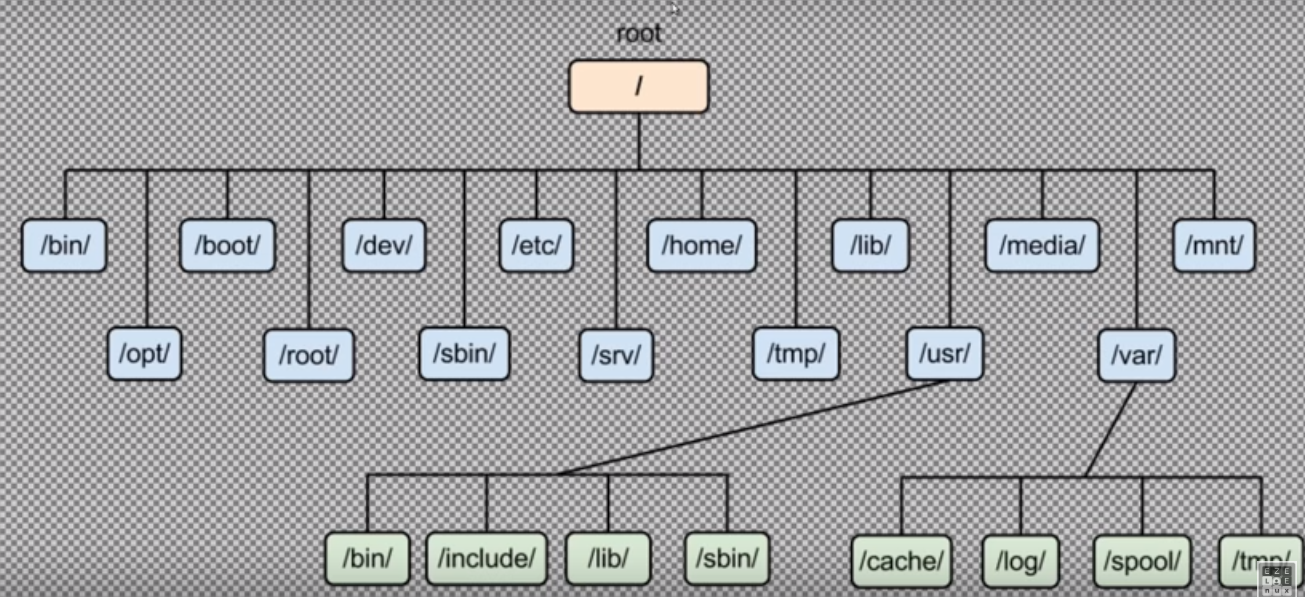 root
/
/bin/
/boot/
/dev/
/etc/
/home/
/lib/
/media/
/mnt/
/opt/
/root/
/sbin/
/srv/
/tmp/
/usr/
/var/
/bin/
/include/
/lib/
/sbin/
/cache/
/log/
/spool/
/tmp/